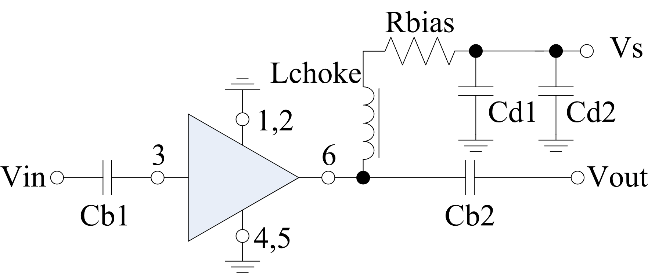 Rbias
Vs
Lchoke
Cd1
Cd2
1,2
3
6
Vin
Vout
Cb1
Cb2
4,5